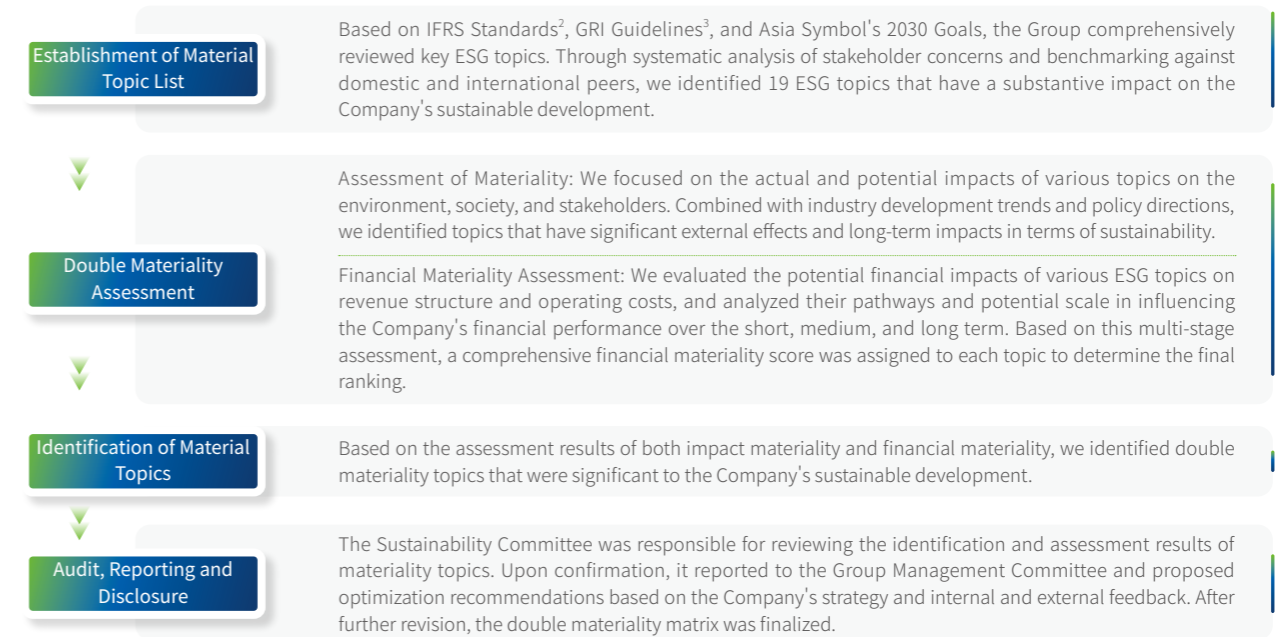 Establishment of Material
Topic List
Based on IFRS Standards², GRI Guidelines³, and Asia Symbol's 2030 Goals, the Group comprehensively
reviewed key ESG topics. Through systematic analysis of stakeholder concerns and benchmarking against
domestic and international peers, we identified 19 ESG topics that have a substantive impact on the
Company's sustainable development.
Double Materiality
Assessment
Assessment of Materiality: We focused on the actual and potential impacts of various topics on the
environment, society, and stakeholders. Combined with industry development trends and policy directions,
we identified topics that have significant external effects and long-term impacts in terms of sustainability.
Financial Materiality Assessment: We evaluated the potential financial impacts of various ESG topics on
revenue structure and operating costs, and analyzed their pathways and potential scale in influencing
the Company's financial performance over the short, medium, and long term. Based on this multi-stage
assessment, a comprehensive financial materiality score was assigned to each topic to determine the final
ranking.
Identification of Material
Topics
Based on the assessment results of both impact materiality and financial materiality, we identified double
materiality topics that were significant to the Company's sustainable development.
Audit, Reporting and
Disclosure
The Sustainability Committee was responsible for reviewing the identification and assessment results of
materiality topics. Upon confirmation, it reported to the Group Management Committee and proposed
optimization recommendations based on the Company's strategy and internal and external feedback. After
further revision, the double materiality matrix was finalized.